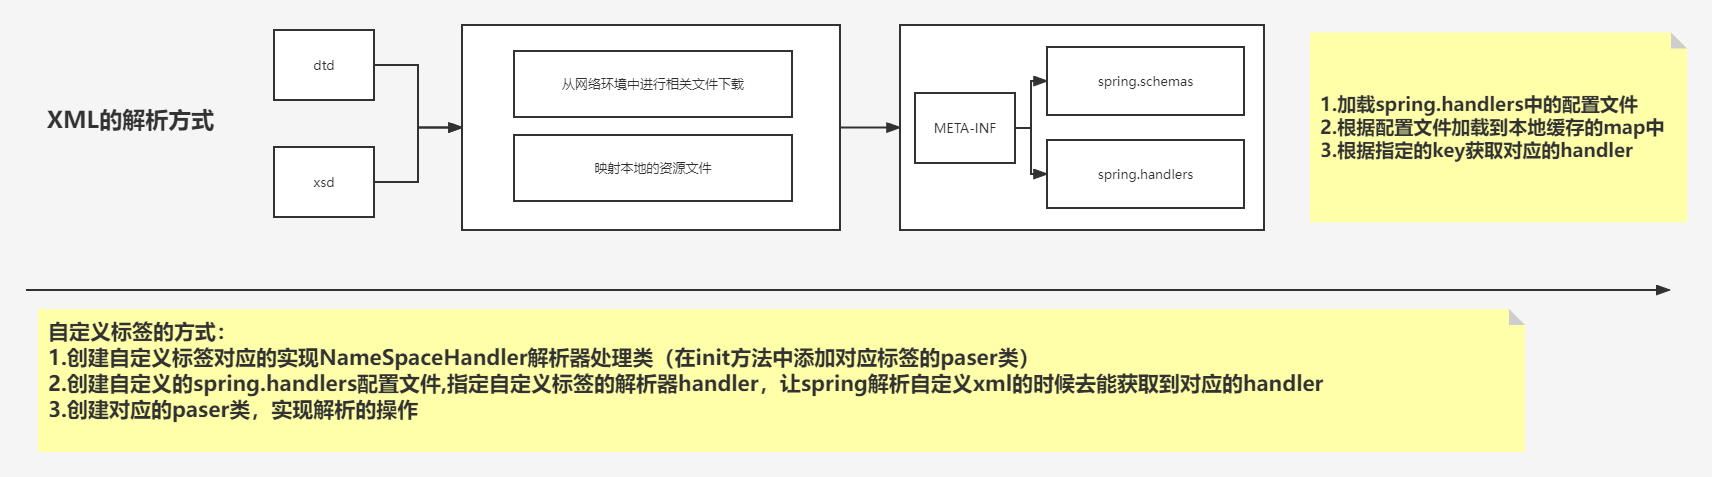 XML的解析方式
dtd
xsd
从网络环境中进行相关文件下载
映射本地的资源文件
META-INF
spring.schemas
spring.handlers
1.加载spring.handlers中的配置文件
2.根据配置文件加载到本地缓存的map中
3.根据指定的key获取对应的handler
自定义标签的方式：
1.创建自定义标签对应的实现NameSpaceHandler解析器处理类（在init方法中添加对应标签的paser类）
2.创建自定义的spring.handlers配置文件,指定自定义标签的解析器handler，让spring解析自定义xml的时候去能获取到对应的handler
3.创建对应的paser类，实现解析的操作